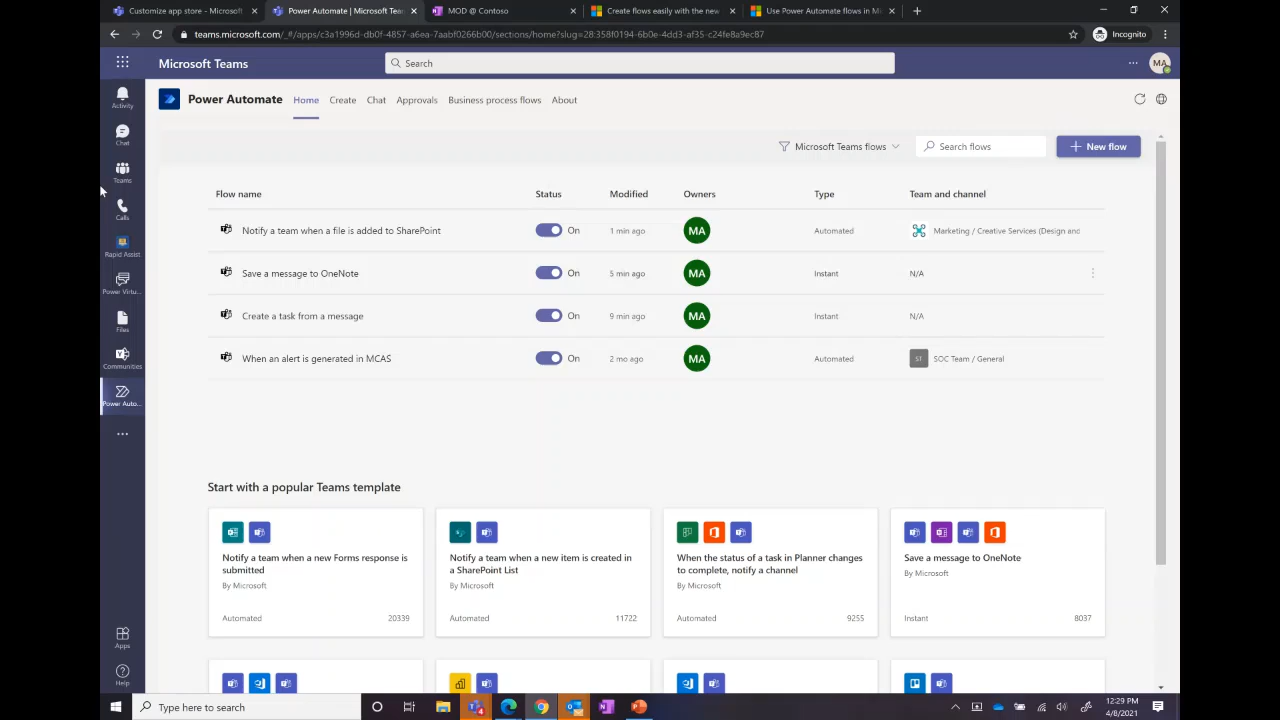 Customize app store - Microsoft
Power Automate | Microsoft Tea
MOD @ Contoso
Create flows easily with the new
Use Power Automate flows in Mi
teams.microsoft.com/_#/apps/c3a1996d-db0f-4857-a6ea-7aabf0266b00/sections/home?slug=28:358f0194-6b0e-4dd3-af35-c24fe8a9ec87
Incognito
Microsoft Teams
Search
MA
Power Automate
Home
Create
Chat
Approvals
Business process flows
About
Activity
Chat
Teams
Calls
Rapid Assist
Power Virtu...
Files
Communities
Power Auto...
Apps
Help
Microsoft Teams flows
Search flows
New flow
Flow name Status Modified Owners Type Team and channel
Notify a team when a file is added to SharePoint On 1 min ago MA Automated Marketing / Creative Services (Design and
Save a message to OneNote On 5 min ago MA Instant N/A
Create a task from a message On 9 min ago MA Instant N/A
When an alert is generated in MCAS On 2 mo ago MA Automated ST SOC Team / General
Start with a popular Teams template
Notify a team when a new Forms response is
submitted
By Microsoft
Automated 20339
Notify a team when a new item is created in
a SharePoint List
By Microsoft
Automated 11722
When the status of a task in Planner changes
to complete, notify a channel
By Microsoft
Automated 9255
Save a message to OneNote
By Microsoft
Instant 8037
Type here to search
4
12:29 PM
4/8/2021